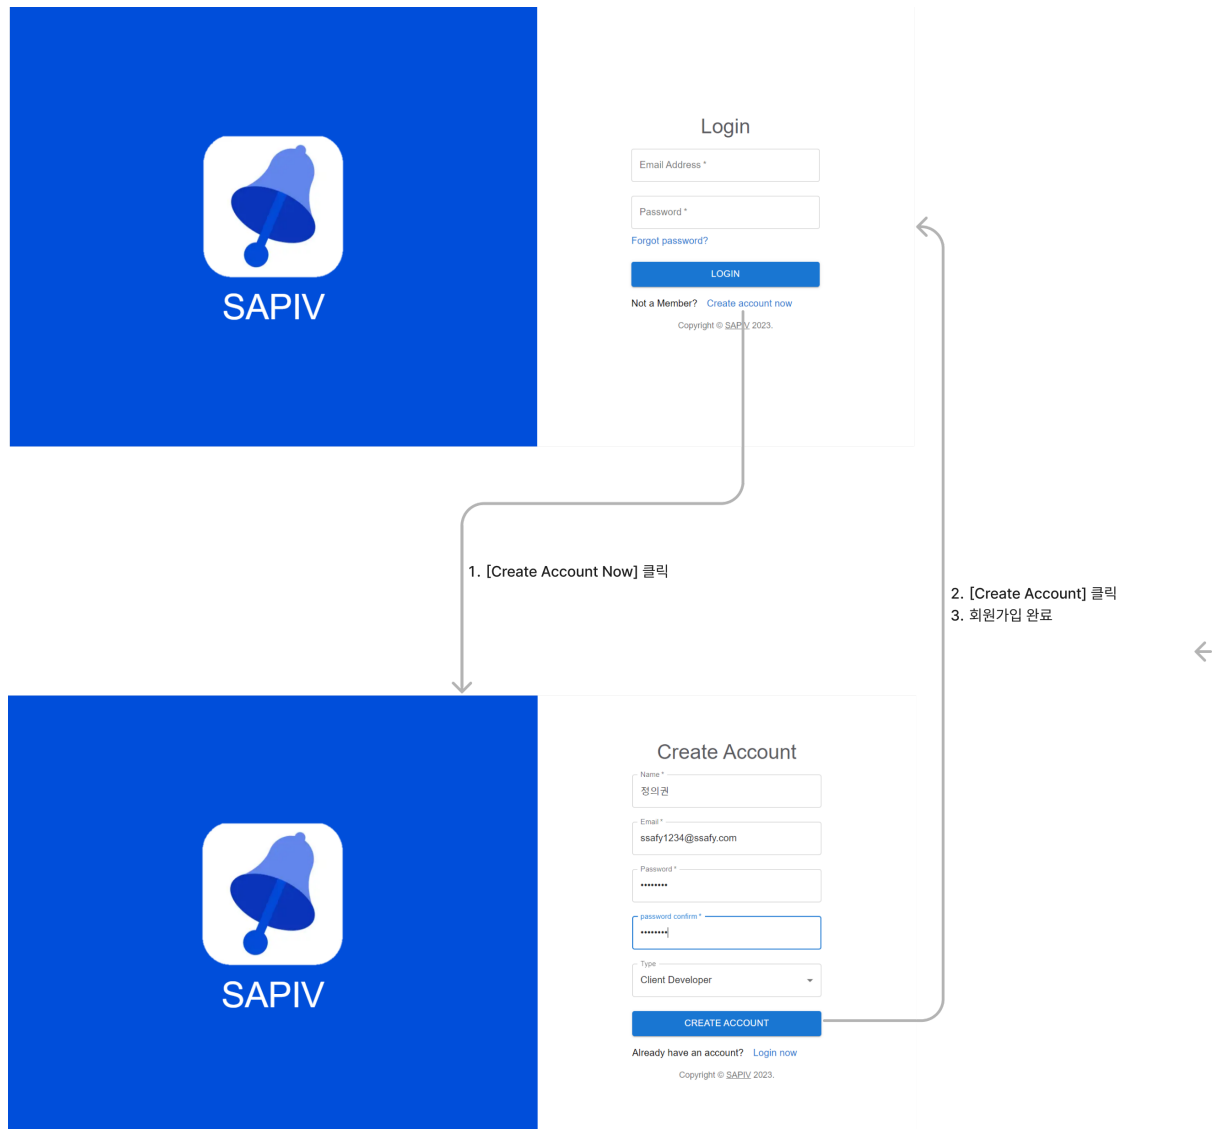 SAPIV
Login
Email Address *
Password *
Forgot password?
LOGIN
Not a Member? Create account now
Copyright © SAPIV 2023.
1. [Create Account Now] 클릭
2. [Create Account] 클릭
3. 회원가입 완료
SAPIV
Create Account
Name *
정의권
Email *
ssafy1234@ssafy.com
Password *
••••••••
password confirm *
••••••••
Type
Client Developer
CREATE ACCOUNT
Already have an account? Login now
Copyright © SAPIV 2023.